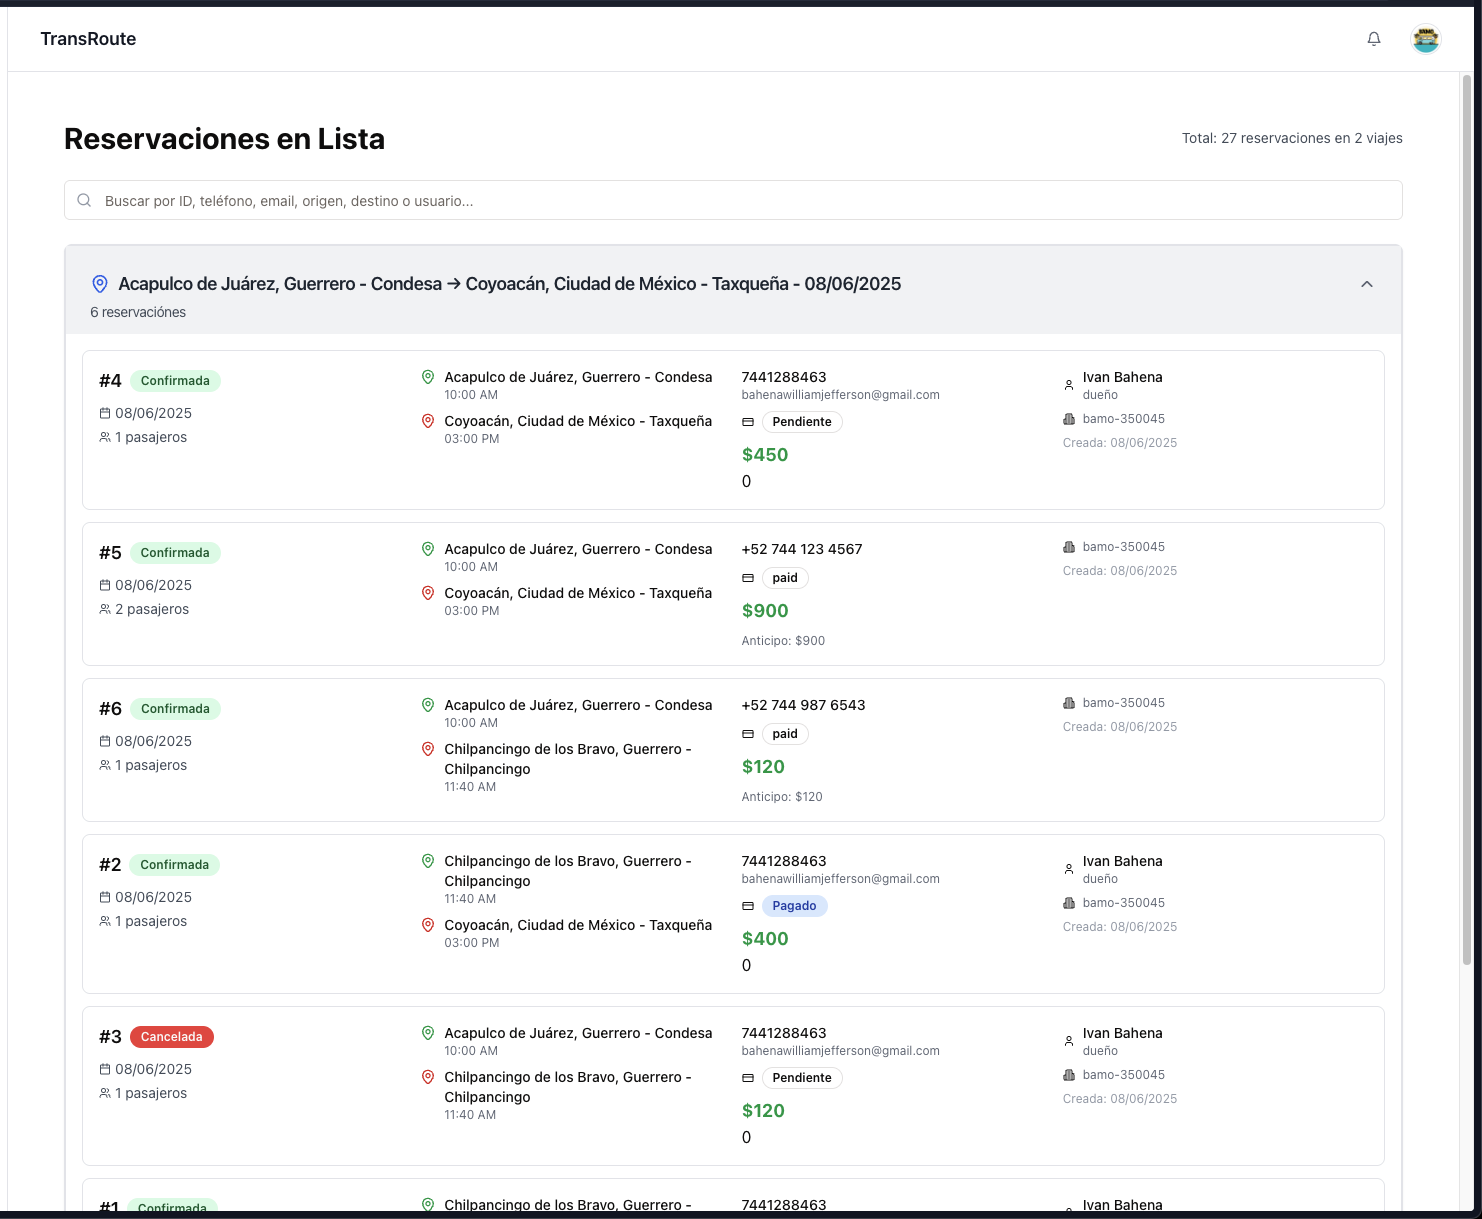 TransRoute
Reservaciones en Lista
Total: 27 reservaciones en 2 viajes
Buscar por ID, teléfono, email, origen, destino o usuario...
Acapulco de Juárez, Guerrero - Condesa → Coyoacán, Ciudad de México - Taxqueña - 08/06/2025
6 reservaciónes
#4 Confirmada
08/06/2025
1 pasajeros
Acapulco de Juárez, Guerrero - Condesa
10:00 AM
Coyoacán, Ciudad de México - Taxqueña
03:00 PM
7441288463
bahenawilliamjefferson@gmail.com
Pendiente
$450
0
Ivan Bahena
dueño
bamo-350045
Creada: 08/06/2025
#5 Confirmada
08/06/2025
2 pasajeros
Acapulco de Juárez, Guerrero - Condesa
10:00 AM
Coyoacán, Ciudad de México - Taxqueña
03:00 PM
+52 744 123 4567
paid
$900
Anticipo: $900
bamo-350045
Creada: 08/06/2025
#6 Confirmada
08/06/2025
1 pasajeros
Acapulco de Juárez, Guerrero - Condesa
10:00 AM
Chilpancingo de los Bravo, Guerrero -
Chilpancingo
11:40 AM
+52 744 987 6543
paid
$120
Anticipo: $120
bamo-350045
Creada: 08/06/2025
#2 Confirmada
08/06/2025
1 pasajeros
Chilpancingo de los Bravo, Guerrero -
Chilpancingo
11:40 AM
Coyoacán, Ciudad de México - Taxqueña
03:00 PM
7441288463
bahenawilliamjefferson@gmail.com
Pagado
$400
0
Ivan Bahena
dueño
bamo-350045
Creada: 08/06/2025
#3 Cancelada
08/06/2025
1 pasajeros
Acapulco de Juárez, Guerrero - Condesa
10:00 AM
Chilpancingo de los Bravo, Guerrero -
Chilpancingo
11:40 AM
7441288463
bahenawilliamjefferson@gmail.com
Pendiente
$120
0
Ivan Bahena
dueño
bamo-350045
Creada: 08/06/2025
#1 Confirmada
Chilpancingo de los Bravo, Guerrero -
7441288463
Ivan Bahena